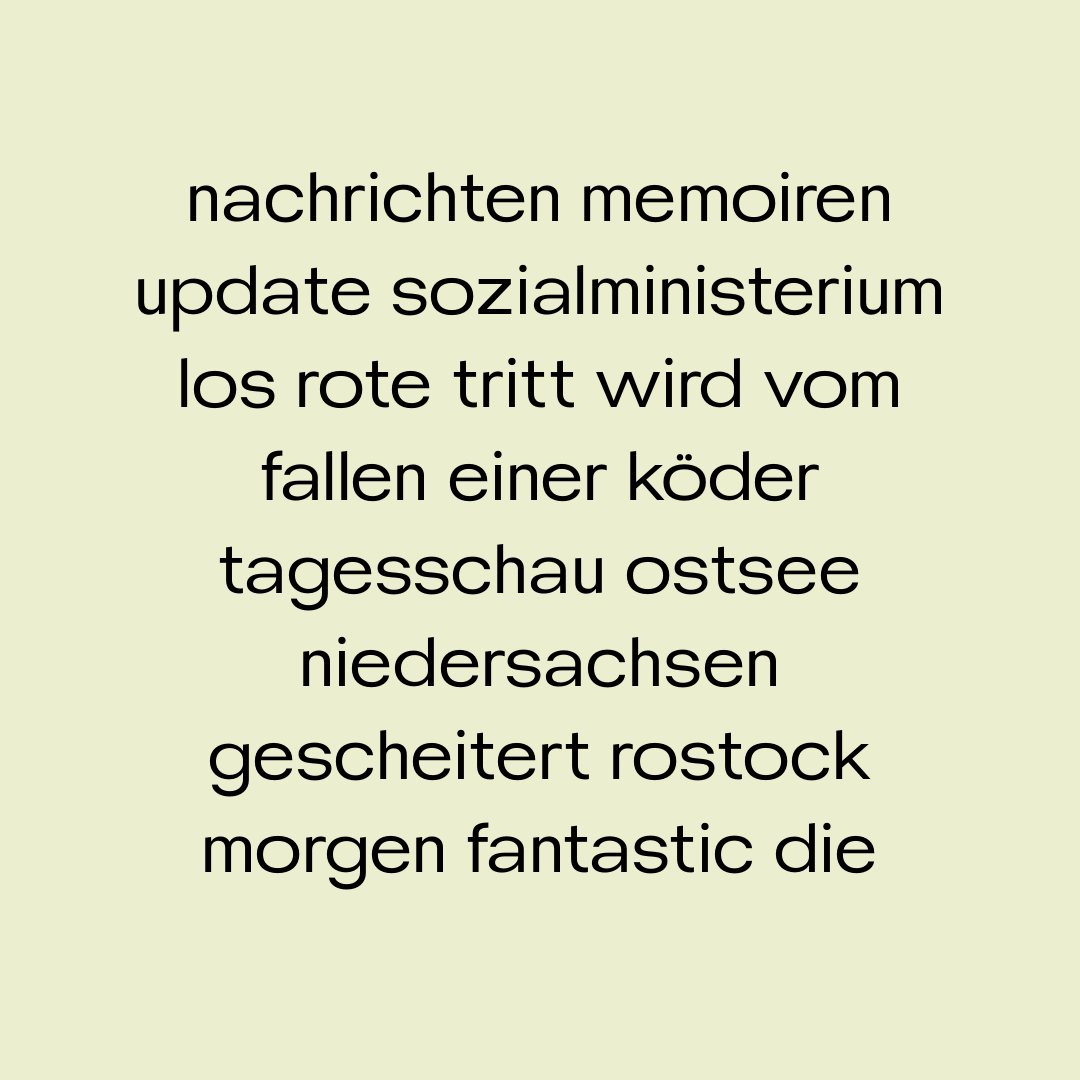 nachrichten memoiren
update sozialministerium
los rote tritt wird vom
fallen einer köder
tagesschau ostsee
niedersachsen
gescheitert rostock
morgen fantastic die